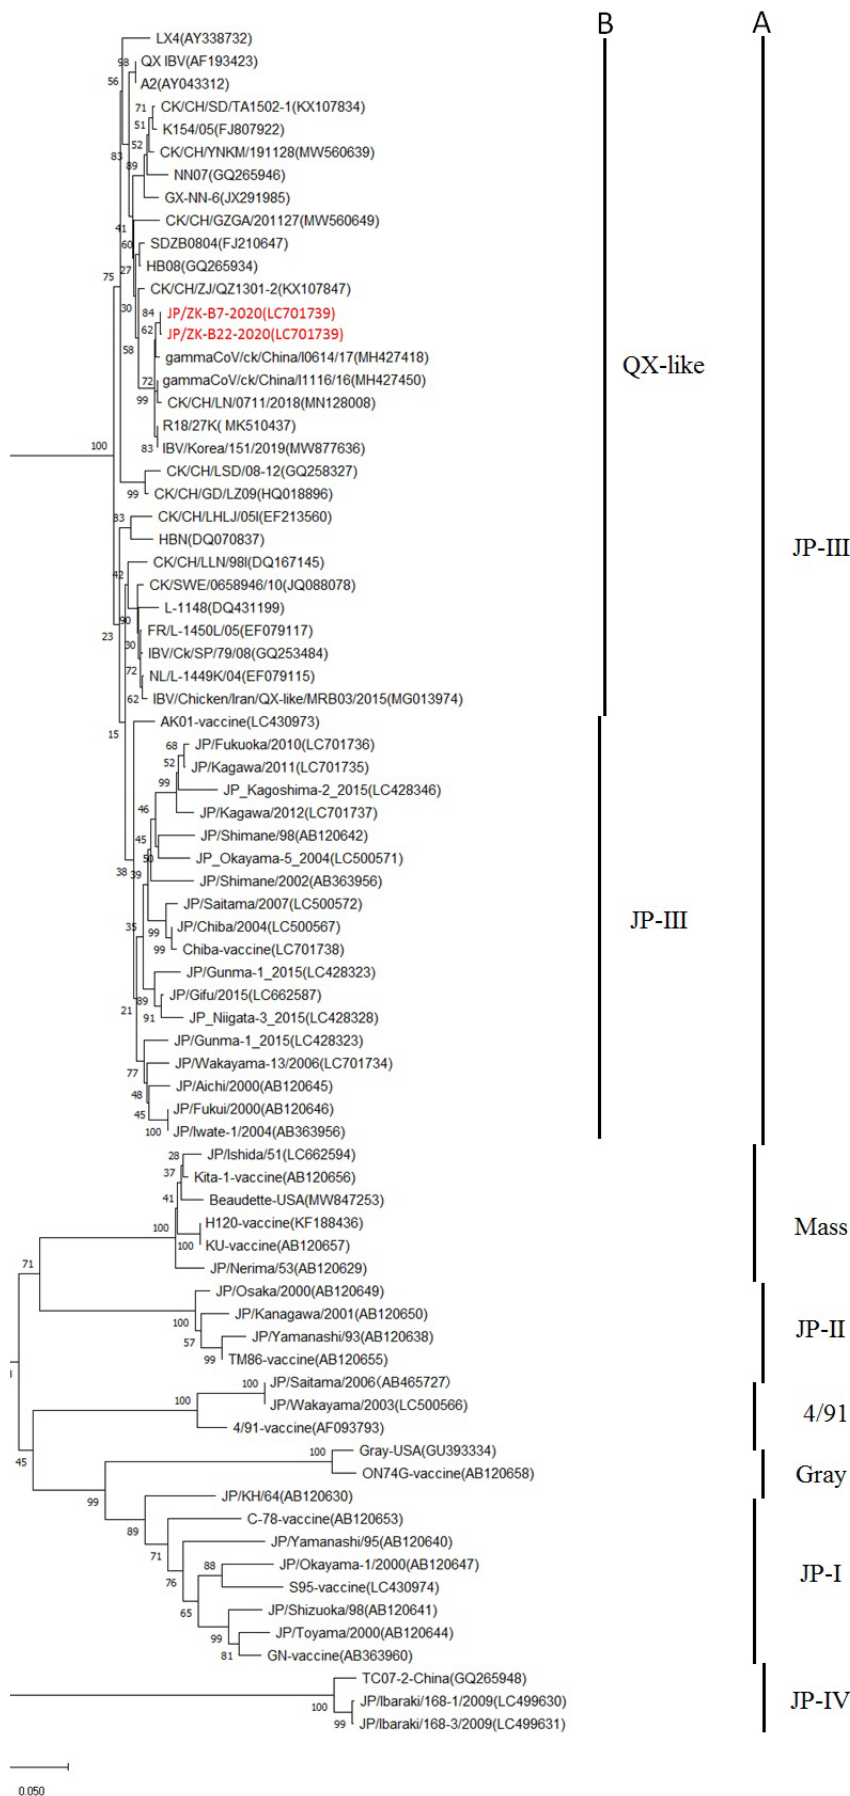 B A
LX4(AY338732)
98 QX IBV(AF193423)
56
A2(AY043312)
71 CK/CH/SD/TA1502-1(KX107834)
51 K154/05(FJ807922)
52 CK/CH/YNKM/191128(MW560639)
83
89
NN07(GQ265946)
GX-NN-6(JX291985)
CK/CH/GZGA/201127(MW560649)
41
60 SDZB0804(FJ210647)
HB08(GQ265934)
27
75
CK/CH/ZJ/QZ1301-2(KX107847)
30
84 JP/ZK-B7-2020(LC701739)
62 JP/ZK-B22-2020(LC701739)
58
gammaCoV/ck/China/I0614/17(MH427418)
QX-like
72 gammaCoV/ck/China/I1116/16(MH427450)
99 CK/CH/LN/0711/2018(MN128008)
R18/27K( MK510437)
100
83 IBV/Korea/151/2019(MW877636)
CK/CH/LSD/08-12(GQ258327)
99 CK/CH/GD/LZ09(HQ018896)
83 CK/CH/LHLJ/05I(EF213560)
HBN(DQ070837)
JP-III
CK/CH/LLN/98I(DQ167145)
42
CK/SWE/0658946/10(JQ088078)
L-1148(DQ431199)
90
23
FR/L-1450L/05(EF079117)
30
IBV/Ck/SP/79/08(GQ253484)
72
NL/L-1449K/04(EF079115)
62 IBV/Chicken/Iran/QX-like/MRB03/2015(MG013974)
AK01-vaccine(LC430973)
15
68 JP/Fukuoka/2010(LC701736)
52 JP/Kagawa/2011(LC701735)
99
JP_Kagoshima-2_2015(LC428346)
46 JP/Kagawa/2012(LC701737)
45 JP/Shimane/98(AB120642)
50 JP_Okayama-5_2004(LC500571)
38 39
JP/Shimane/2002(AB363956)
JP/Saitama/2007(LC500572)
35 JP/Chiba/2004(LC500567)
JP-III
99
99 Chiba-vaccine(LC701738)
JP/Gunma-1_2015(LC428323)
89 JP/Gifu/2015(LC662587)
21
91 JP_Niigata-3_2015(LC428328)
JP/Gunma-1_2015(LC428323)
JP/Wakayama-13/2006(LC701734)
77
JP/Aichi/2000(AB120645)
48
JP/Fukui/2000(AB120646)
45
100 JP/Iwate-1/2004(AB363956)
28 JP/Ishida/51(LC662594)
37 Kita-1-vaccine(AB120656)
41 Beaudette-USA(MW847253)
100 H120-vaccine(KF188436)
Mass
100 KU-vaccine(AB120657)
71 JP/Nerima/53(AB120629)
JP/Osaka/2000(AB120649)
100 JP/Kanagawa/2001(AB120650)
JP-II
57 JP/Yamanashi/93(AB120638)
99 TM86-vaccine(AB120655)
100 JP/Saitama/2006(AB465727)
100 JP/Wakayama/2003(LC500566)
4/91
4/91-vaccine(AF093793)
100 Gray-USA(GU393334)
45
ON74G-vaccine(AB120658)
Gray
99 JP/KH/64(AB120630)
C-78-vaccine(AB120653)
89
JP/Yamanashi/95(AB120640)
71
88 JP/Okayama-1/2000(AB120647)
JP-I
76
S95-vaccine(LC430974)
65 JP/Shizuoka/98(AB120641)
99 JP/Toyama/2000(AB120644)
81 GN-vaccine(AB363960)
TC07-2-China(GQ265948)
100 JP/Ibaraki/168-1/2009(LC499630)
JP-IV
99 JP/Ibaraki/168-3/2009(LC499631)
0.050